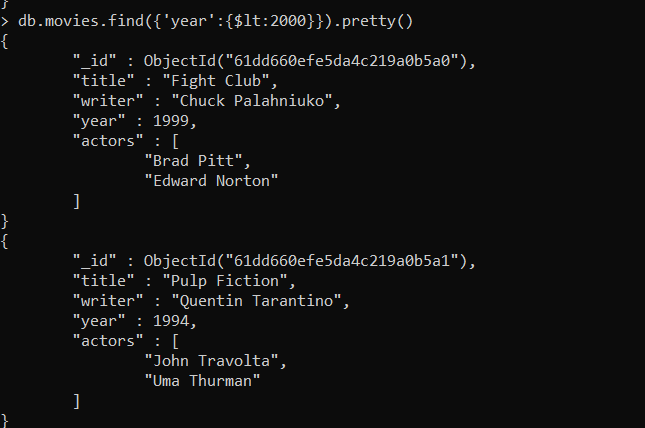 }
> db.movies.find({'year':{$lt:2000}}).pretty()
{
"_id" : ObjectId("61dd660efe5da4c219a0b5a0"),
"title" : "Fight Club",
"writer" : "Chuck Palahniuko",
"year" : 1999,
"actors" : [
"Brad Pitt",
"Edward Norton"
]
}
{
"_id" : ObjectId("61dd660efe5da4c219a0b5a1"),
"title" : "Pulp Fiction",
"writer" : "Quentin Tarantino",
"year" : 1994,
"actors" : [
"John Travolta",
"Uma Thurman"
]
}